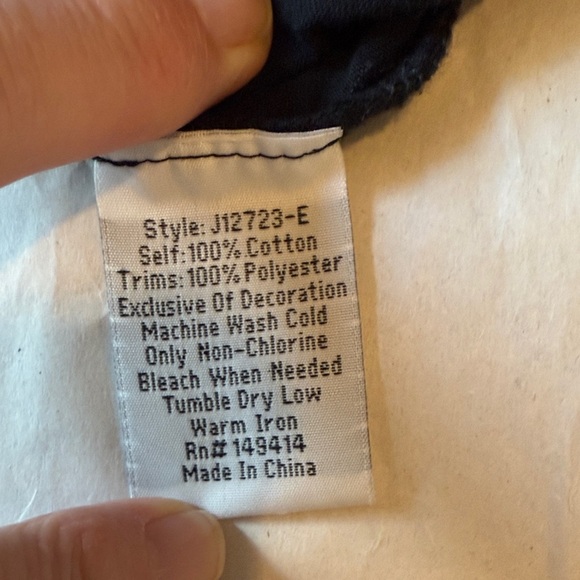 Style: J12723-E
Self:100% Cotton
Trims:100% Polyester
Exclusive Of Decoration
Machine Wash Cold
Only Non-Chlorine
Bleach When Needed
Tumble Dry Low
Warm Iron
Rn# 149414
Made In China